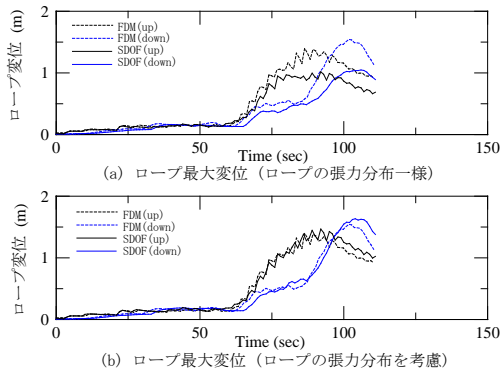 ロープ変位 (m)
2
1
0
FDM(up)
FDM(down)
SDOF(up)
SDOF(down)
0
50
100
150
Time (sec)
(a) ロープ最大変位 (ロープの張力分布一様)
ロープ変位 (m)
2
1
0
FDM(up)
FDM(down)
SDOF(up)
SDOF(down)
0
50
100
150
Time (sec)
(b) ロープ最大変位 (ロープの張力分布を考慮)